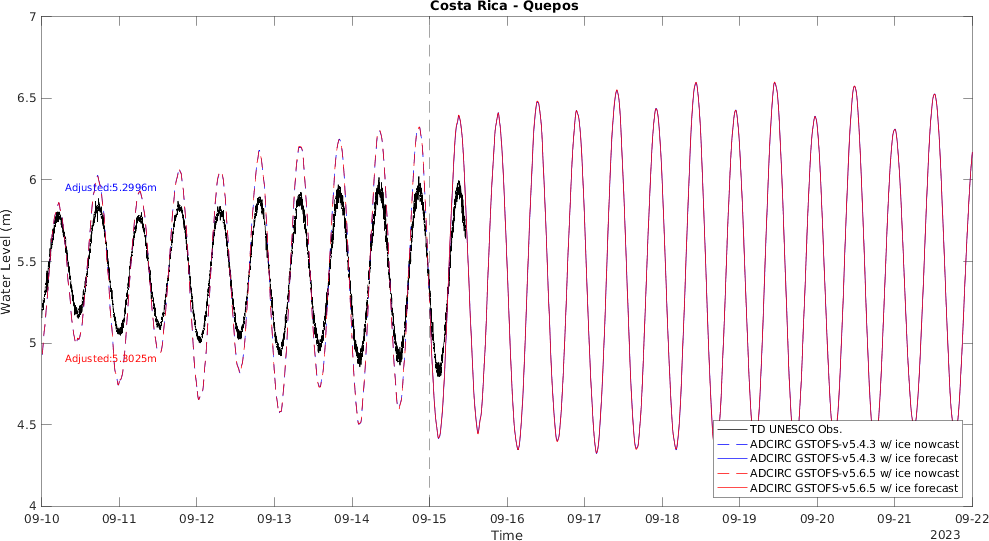 Costa Rica - Quepos
7
6.5
6
5.5
5
4.5
4
Water Level (m)
Adjusted:5.2996m
Adjusted:5.3025m
TD UNESCO Obs.
ADCIRC GSTOFS-v5.4.3 w/ ice nowcast
ADCIRC GSTOFS-v5.4.3 w/ ice forecast
ADCIRC GSTOFS-v5.6.5 w/ ice nowcast
ADCIRC GSTOFS-v5.6.5 w/ ice forecast
09-10 09-11 09-12 09-13 09-14 09-15 09-16 09-17 09-18 09-19 09-20 09-21 09-22
Time
2023